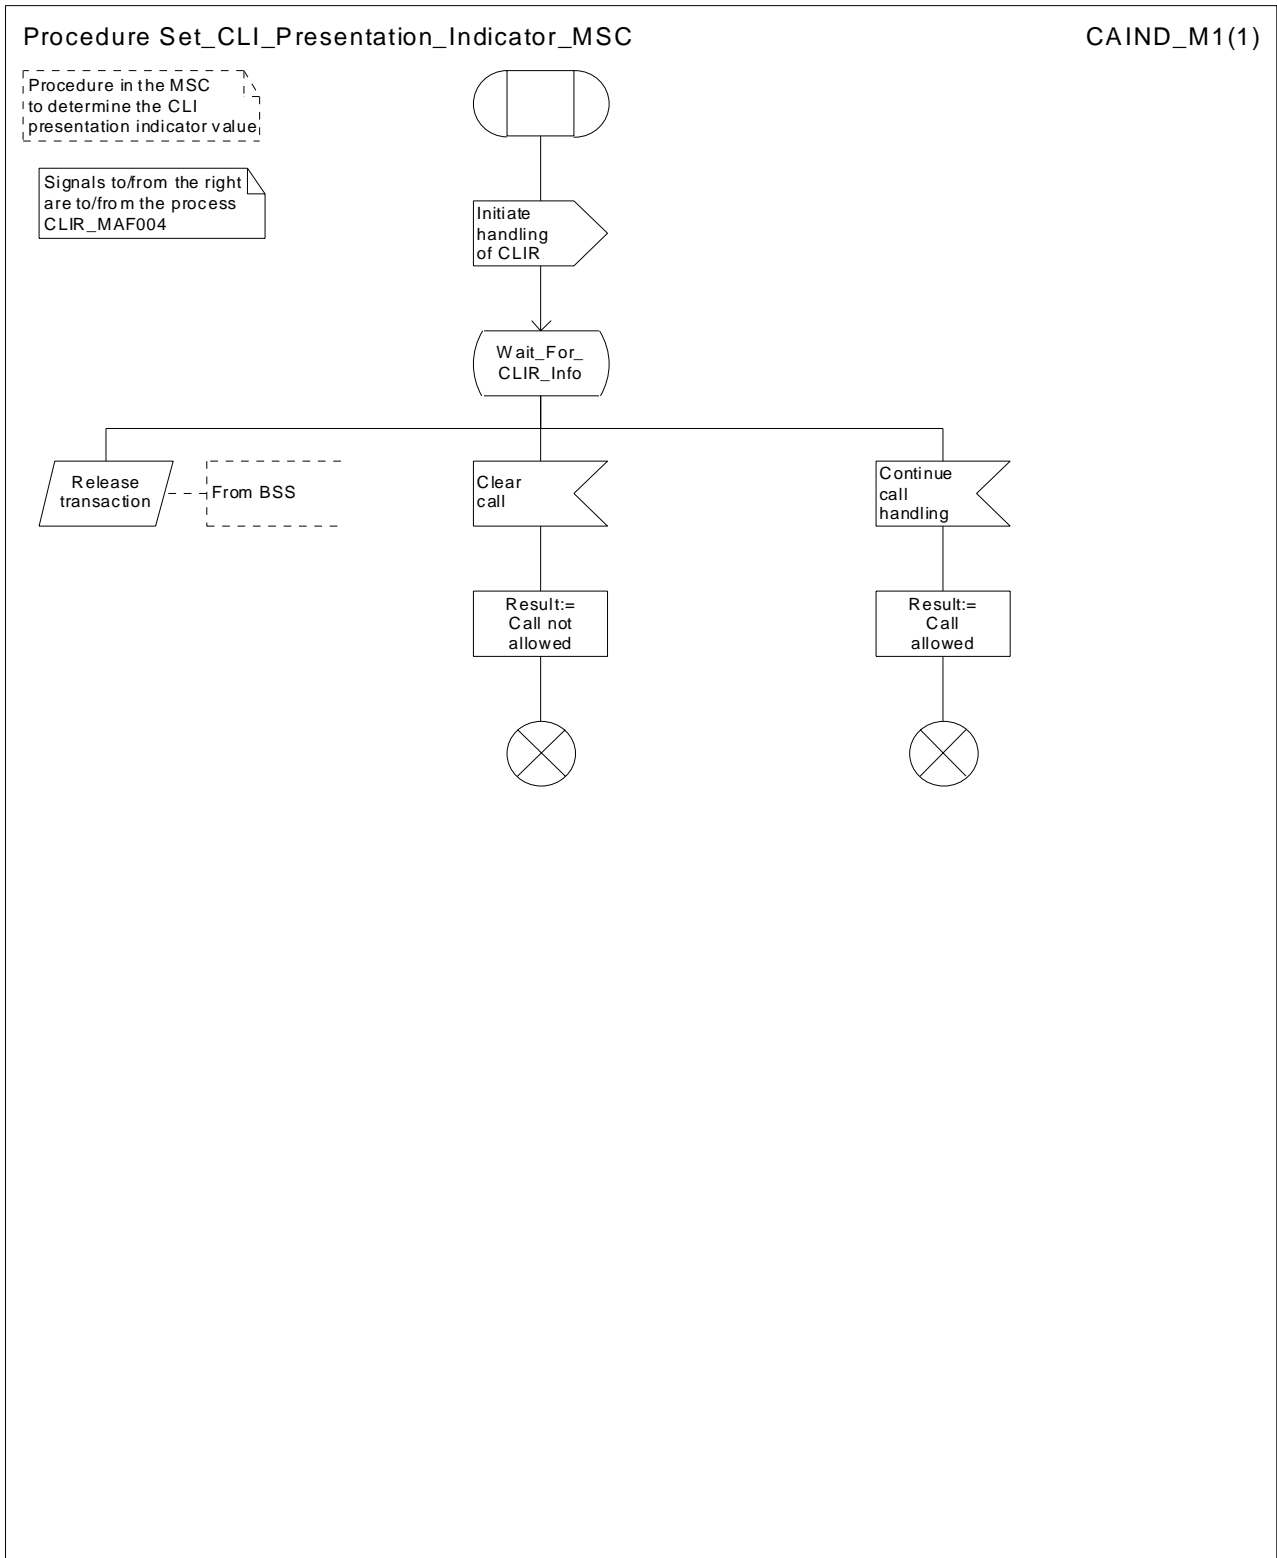 Procedure Set_CLI_Presentation_Indicator_MSC
CAIND_M1(1)
Procedure in the MSC
to determine the CLI
presentation indicator value
Signals to/from the right
are to/from the process
CLIR_MAF004
Initiate
handling
of CLIR
Wait_For_
CLIR_Info
Release
transaction
From BSS
Clear
call
Continue
call
handling
Result:=
Call not
allowed
Result:=
Call
allowed